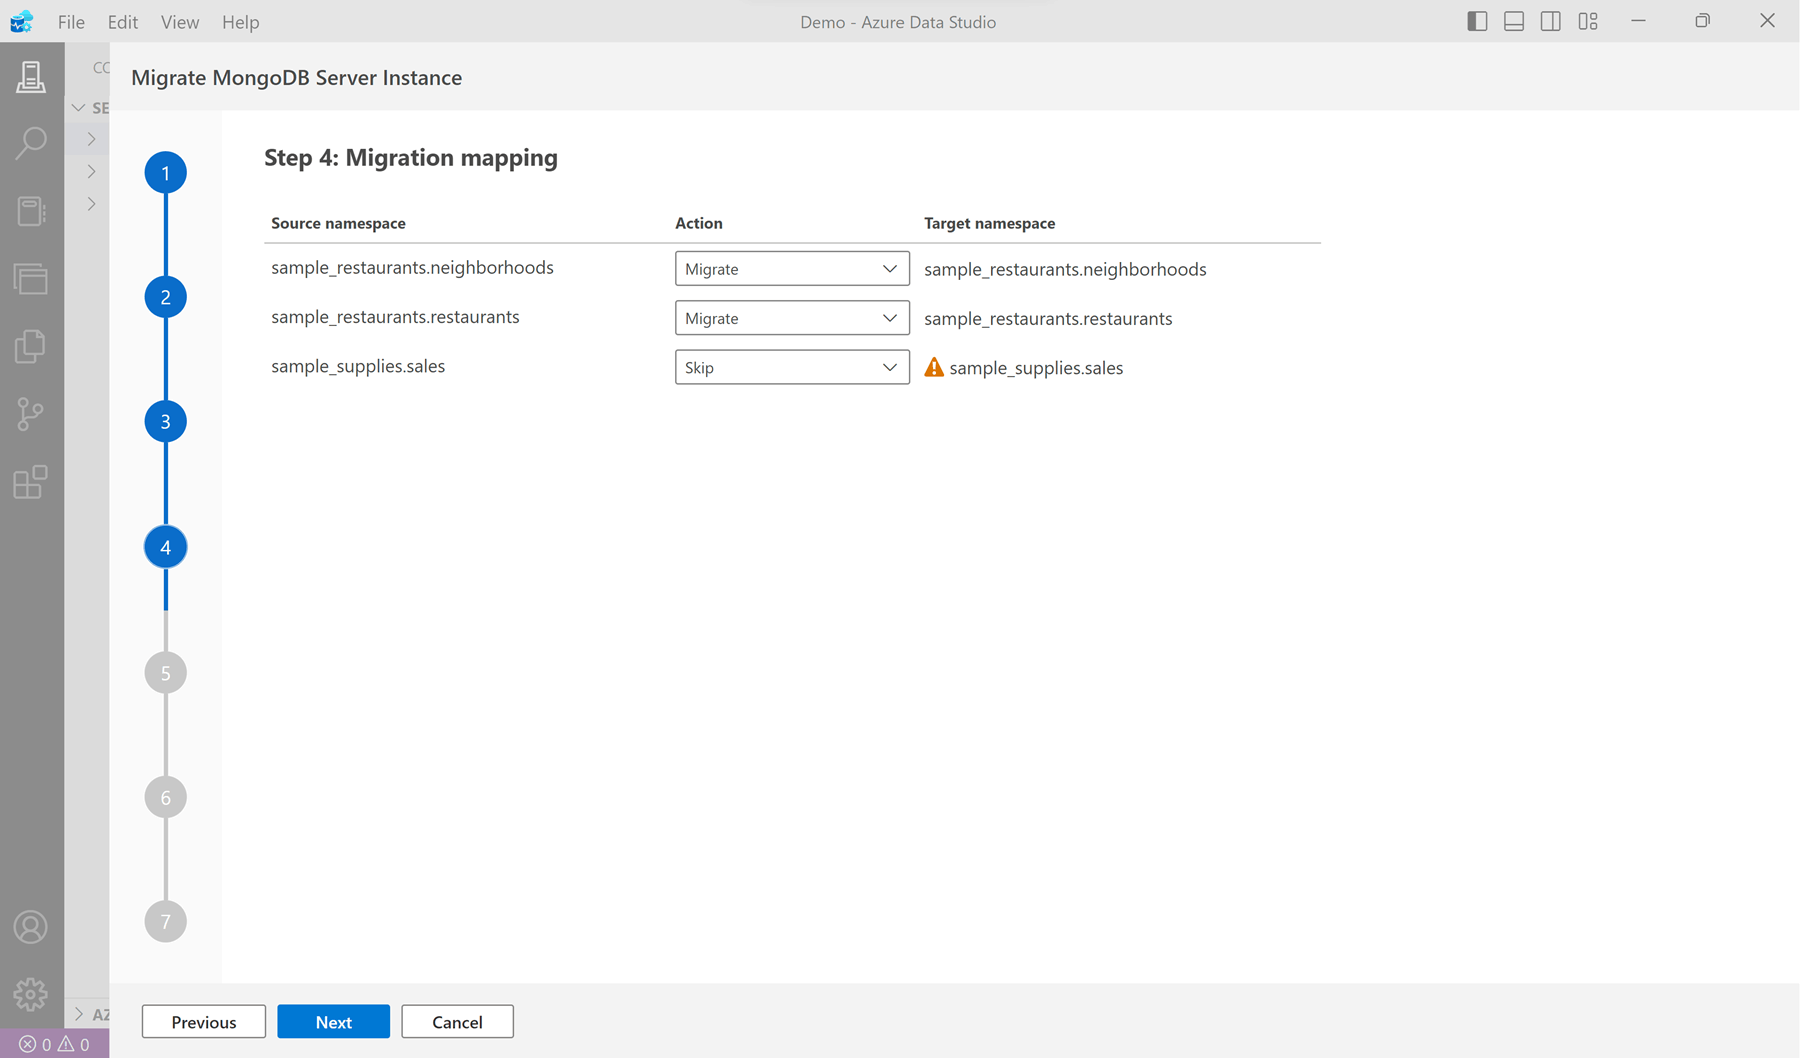 File Edit View Help
Demo - Azure Data Studio
CO
Migrate MongoDB Server Instance
SE
Step 4: Migration mapping
Source namespace Action Target namespace
sample_restaurants.neighborhoods Migrate sample_restaurants.neighborhoods
sample_restaurants.restaurants Migrate sample_restaurants.restaurants
sample_supplies.sales Skip sample_supplies.sales
1
2
3
4
5
6
7
AZ
Previous Next Cancel
0 0